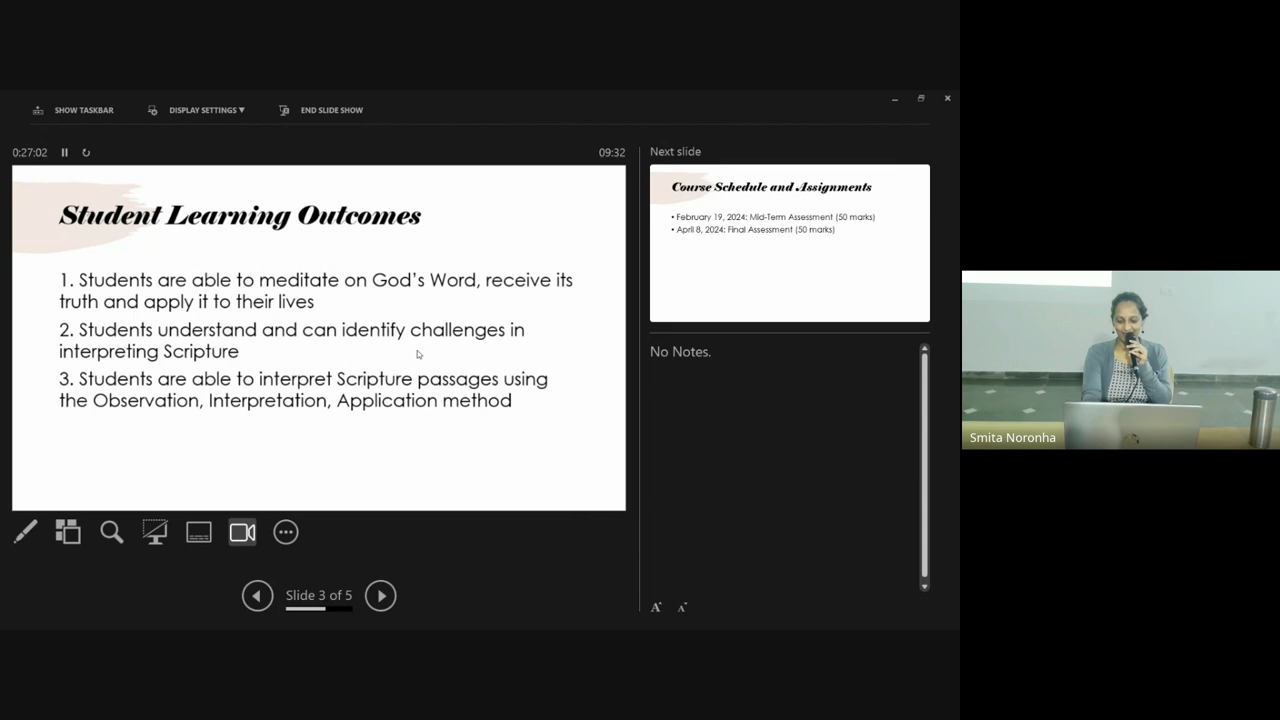 SHOW TASKBAR
DISPLAY SETTINGS ▼
END SLIDE SHOW
0:27:02
09:32
Student Learning Outcomes
1. Students are able to meditate on God's Word, receive its
truth and apply it to their lives
2. Students understand and can identify challenges in
interpreting Scripture
3. Students are able to interpret Scripture passages using
the Observation, Interpretation, Application method
Slide 3 of 5
Next slide
Course Schedule and Assignments
• February 19, 2024: Mid-Term Assessment (50 marks)
• April 8, 2024: Final Assessment (50 marks)
No Notes.
A A
Smita Noronha